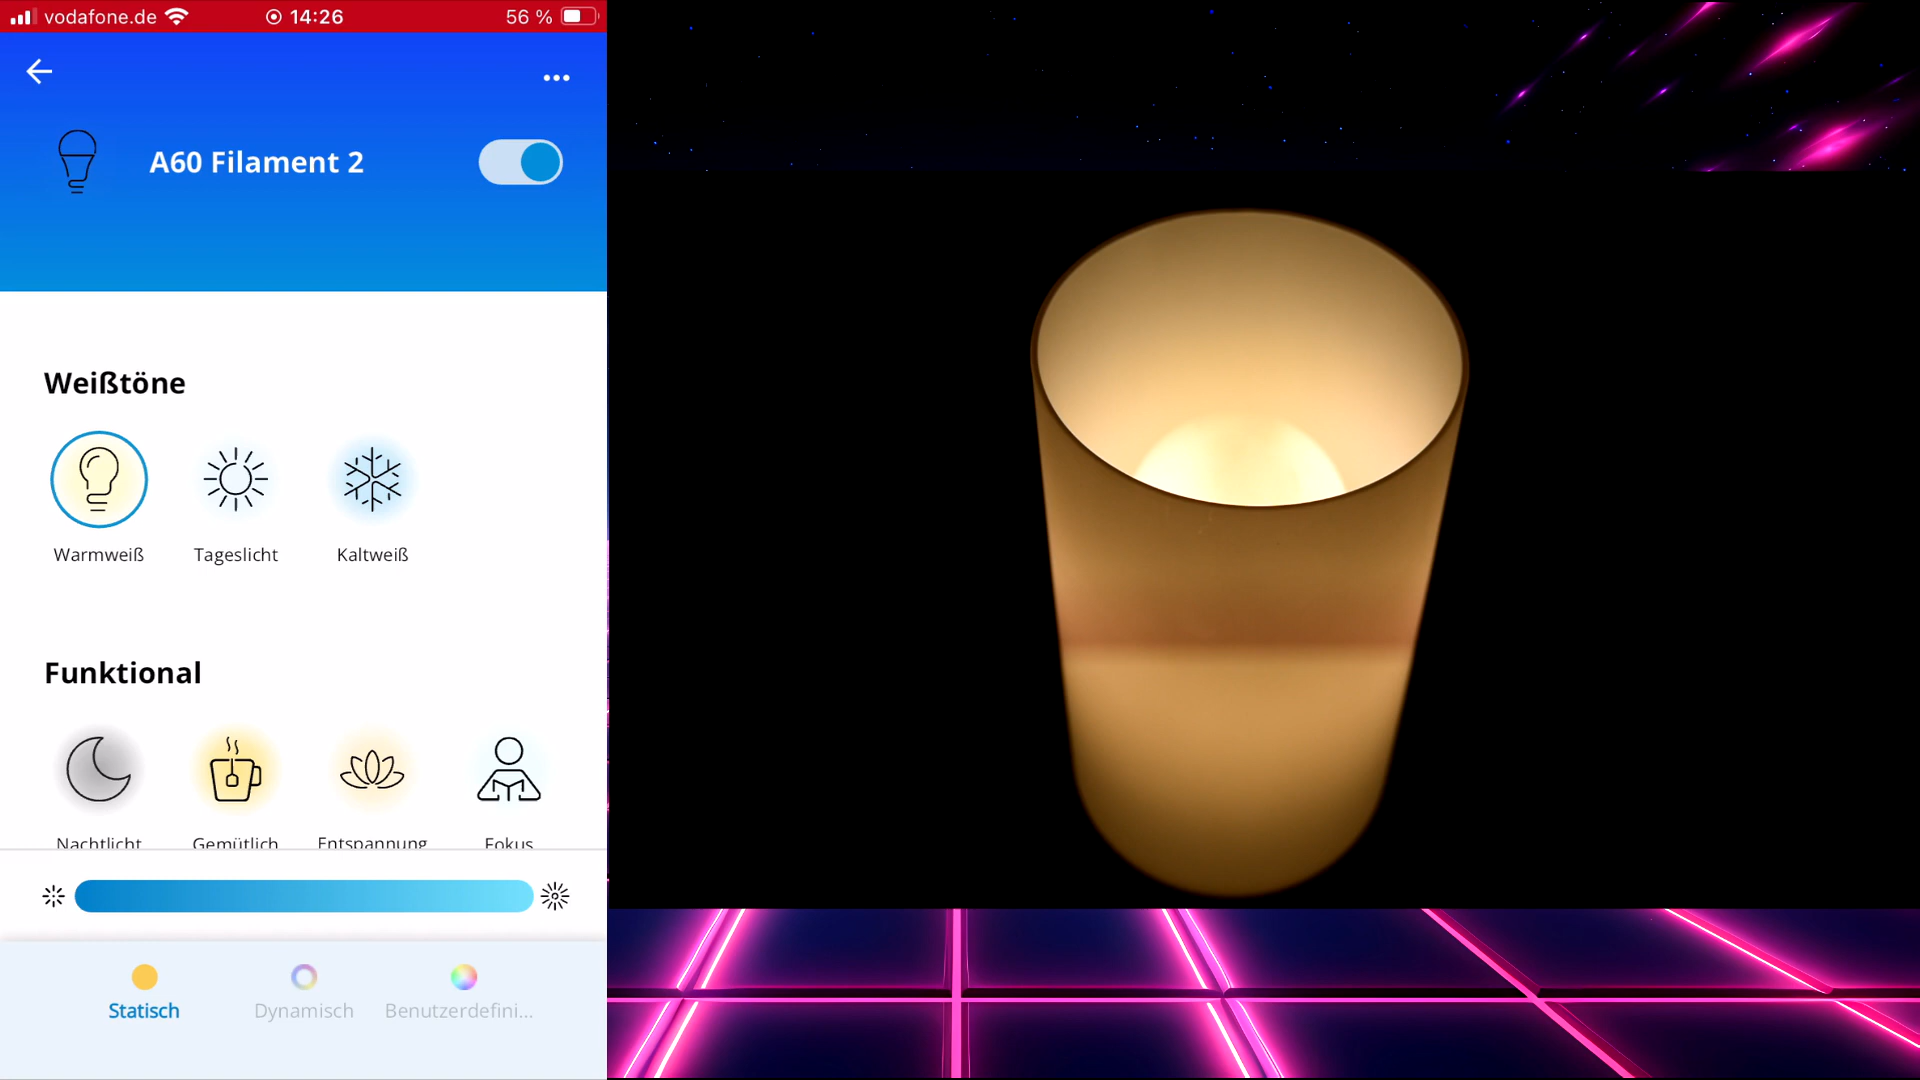 vodafone.de 14:26 56 %
A60 Filament 2
Weißtöne
Warmweiß Tageslicht Kaltweiß
Funktional
Nachtlicht Gemütlich Entspannung Fokus
Statisch Dynamisch Benutzerdefini...